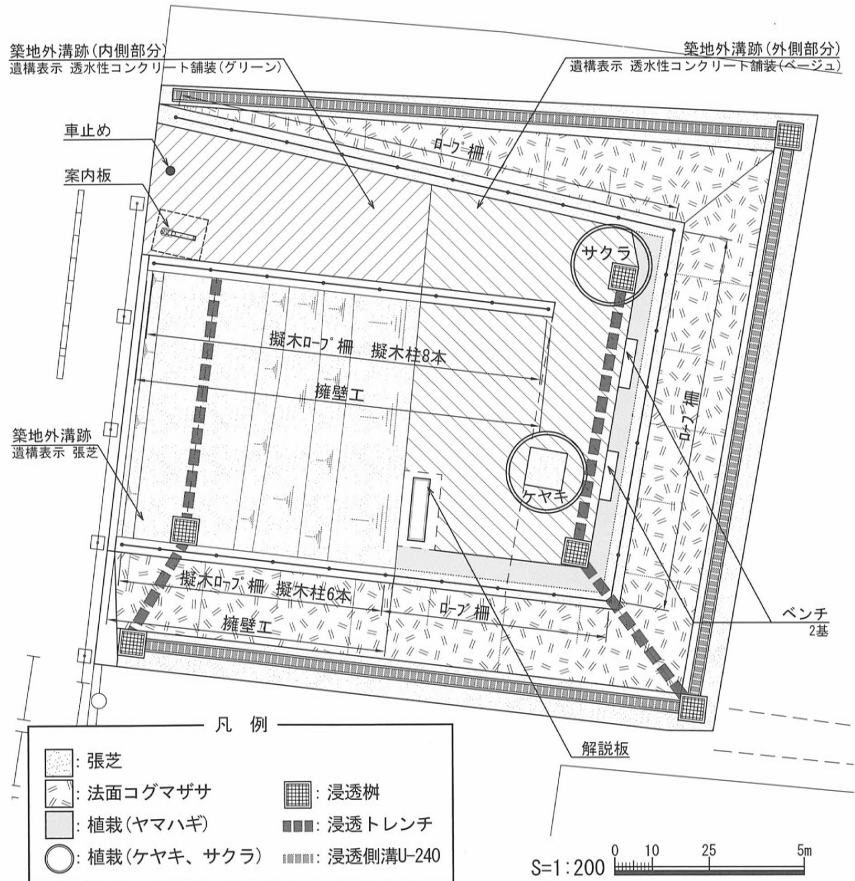 築地外溝跡(内側部分)
遺構表示 透水性コンクリート舗装(グリーン)
築地外溝跡(外側部分)
遺構表示 透水性コンクリート舗装(ベージュ)
車止め
案内板
ロープ柵
サクラ
擬木ロープ柵 擬木柱8本
擁壁工
ロープ柵
築地外溝跡
遺構表示 張芝
ケヤキ
擬木ロープ柵 擬木柱6本
ロープ柵
擁壁工
ベンチ
2基
解説板
凡 例
: 張芝
: 法面コグマザサ
: 植栽(ヤマハギ)
: 植栽(ケヤキ、サクラ)
: 浸透桝
: 浸透トレンチ
: 浸透側溝U-240
S=1:200
0 10 25 5m